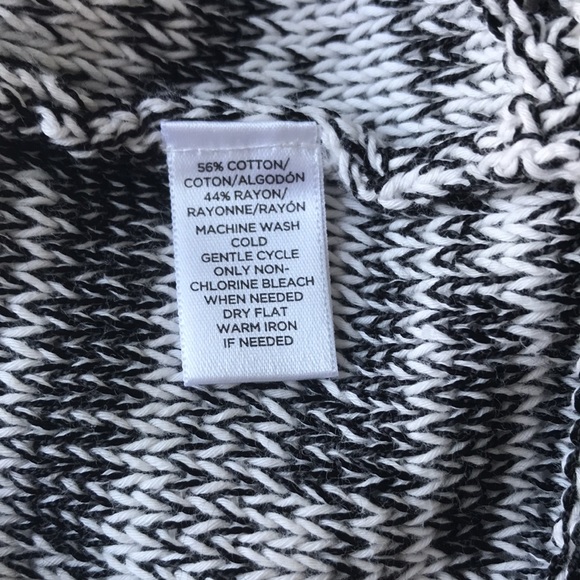 56% COTTON/
COTON/ALGODÓN
44% RAYON/
RAYONNE/RAYÓN
MACHINE WASH
COLD
GENTLE CYCLE
ONLY NON-
CHLORINE BLEACH
WHEN NEEDED
DRY FLAT
WARM IRON
IF NEEDED